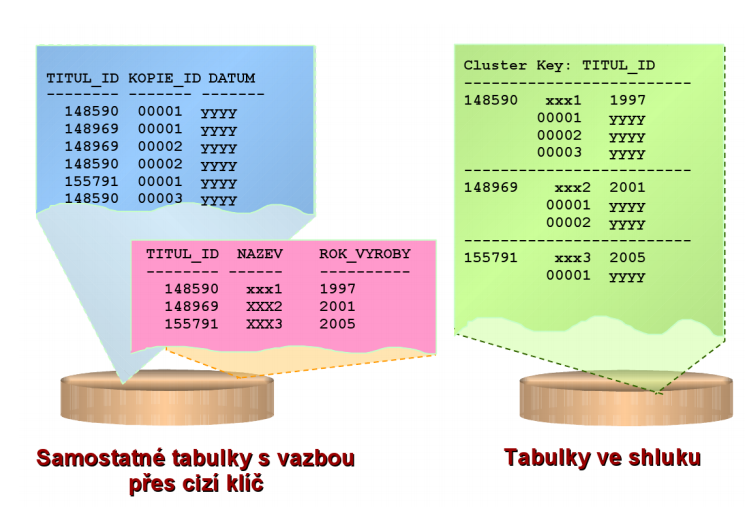 TITUL_ID KOPIE_ID DATUM
-------- ------- -------
148590 00001 yyyy
148969 00001 yyyy
148969 00002 yyyy
148590 00002 yyyy
155791 00001 yyyy
148590 00003 yyyy
TITUL_ID NAZEV ROK_VYROBY
-------- ----- ----------
148590 xxx1 1997
148969 XXX2 2001
155791 XXX3 2005
Samostatné tabulky s vazbou
přes cizí klíč
Cluster Key: TITUL_ID
-------------------------
148590 xxx1 1997
00001 yyyy
00002 yyyy
00003 yyyy
-------------------------
148969 xxx2 2001
00001 yyyy
00002 yyyy
-------------------------
155791 xxx3 2005
00001 yyyy
Tabulky ve shluku